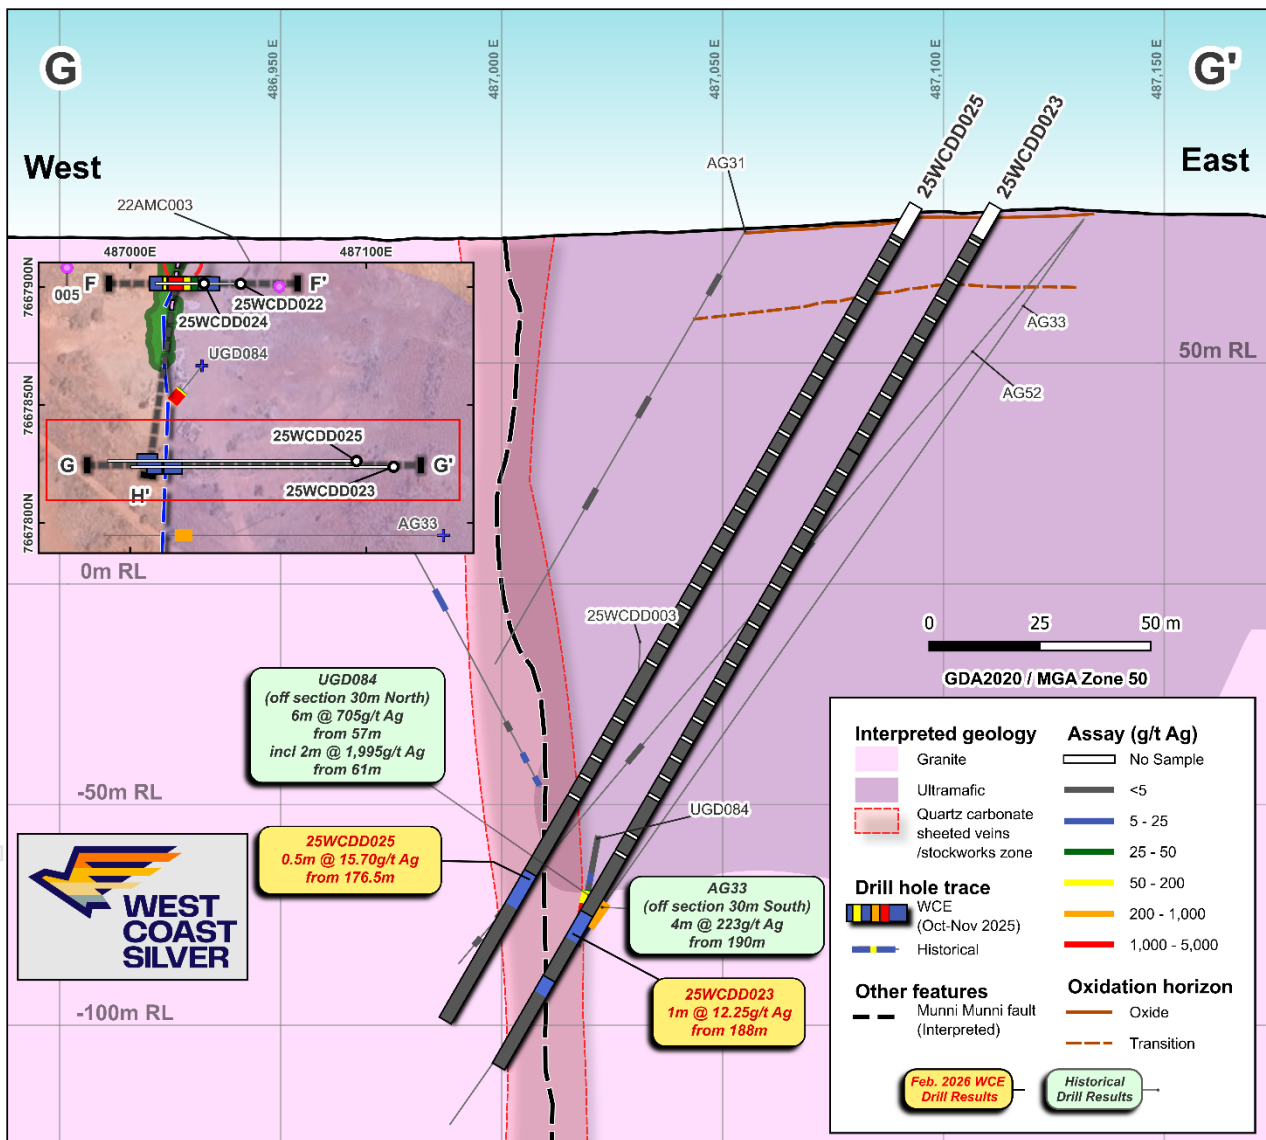 G
G'
486,950 E
487,000 E
487,050 E
487,100 E
487,150 E
West
East
22AMC003
AG31
25WCDD025
25WCDD023
487000E
487100E
7667900N
7667850N
7667800N
005
F
F'
25WCDD022
25WCDD024
UGD084
25WCDD025
G
G'
25WCDD023
H'
AG33
AG33
AG52
50m RL
0m RL
-50m RL
-100m RL
25WCDD003
UGD084
0 25 50 m
GDA2020 / MGA Zone 50
UGD084
(off section 30m North)
6m @ 705g/t Ag
from 57m
incl 2m @ 1,995g/t Ag
from 61m
25WCDD025
0.5m @ 15.70g/t Ag
from 176.5m
AG33
(off section 30m South)
4m @ 223g/t Ag
from 190m
25WCDD023
1m @ 12.25g/t Ag
from 188m
WEST
COAST
SILVER
Interpreted geology
Granite
Ultramafic
Quartz carbonate
sheeted veins
/stockworks zone
Drill hole trace
WCE
(Oct-Nov 2025)
Historical
Other features
Munni Munni fault
(Interpreted)
Assay (g/t Ag)
No Sample
<5
5 - 25
25 - 50
50 - 200
200 - 1,000
1,000 - 5,000
Oxidation horizon
Oxide
Transition
Feb. 2026 WCE
Drill Results
Historical
Drill Results